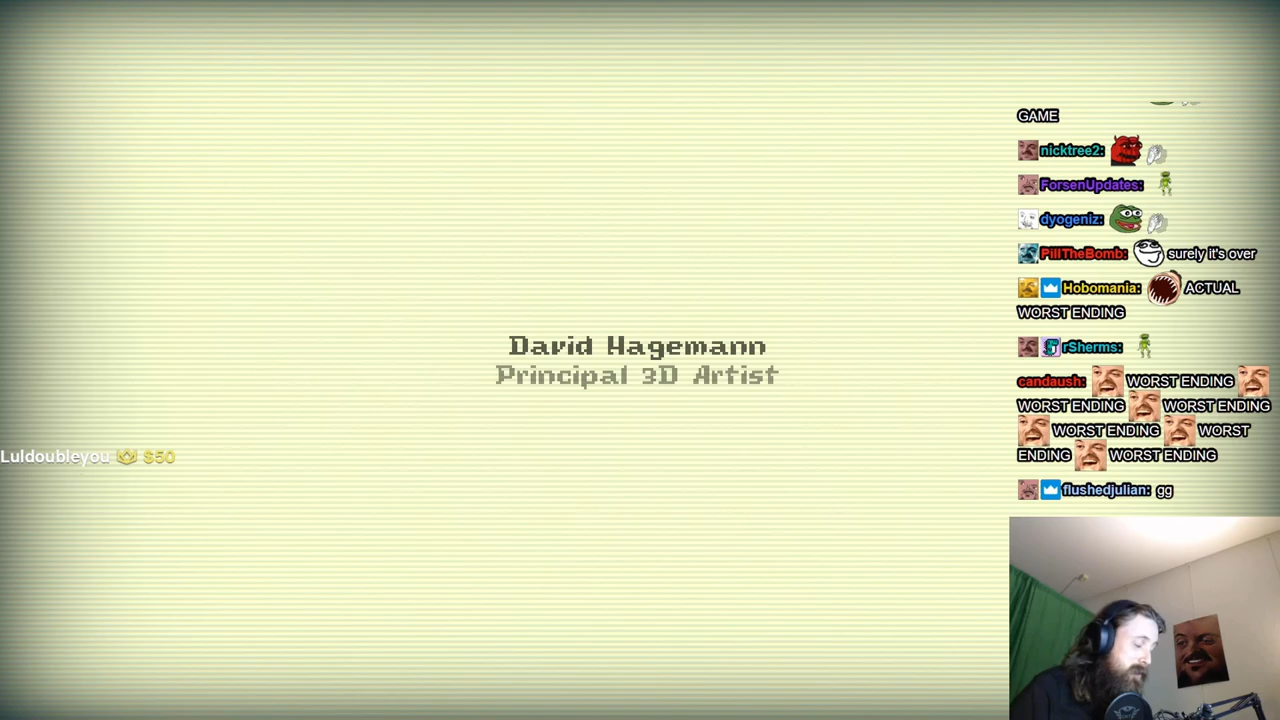 David Hagemann
Principal 3D Artist
Luldoubleyou $50
GAME
nicktree2:
ForsenUpdates:
dyogeniz:
PillTheBomb: surely it's over
Hobomania: ACTUAL
WORST ENDING
rSherms:
candaush: WORST ENDING
WORST ENDING WORST ENDING
WORST ENDING WORST
ENDING WORST ENDING
flushedjulian: gg